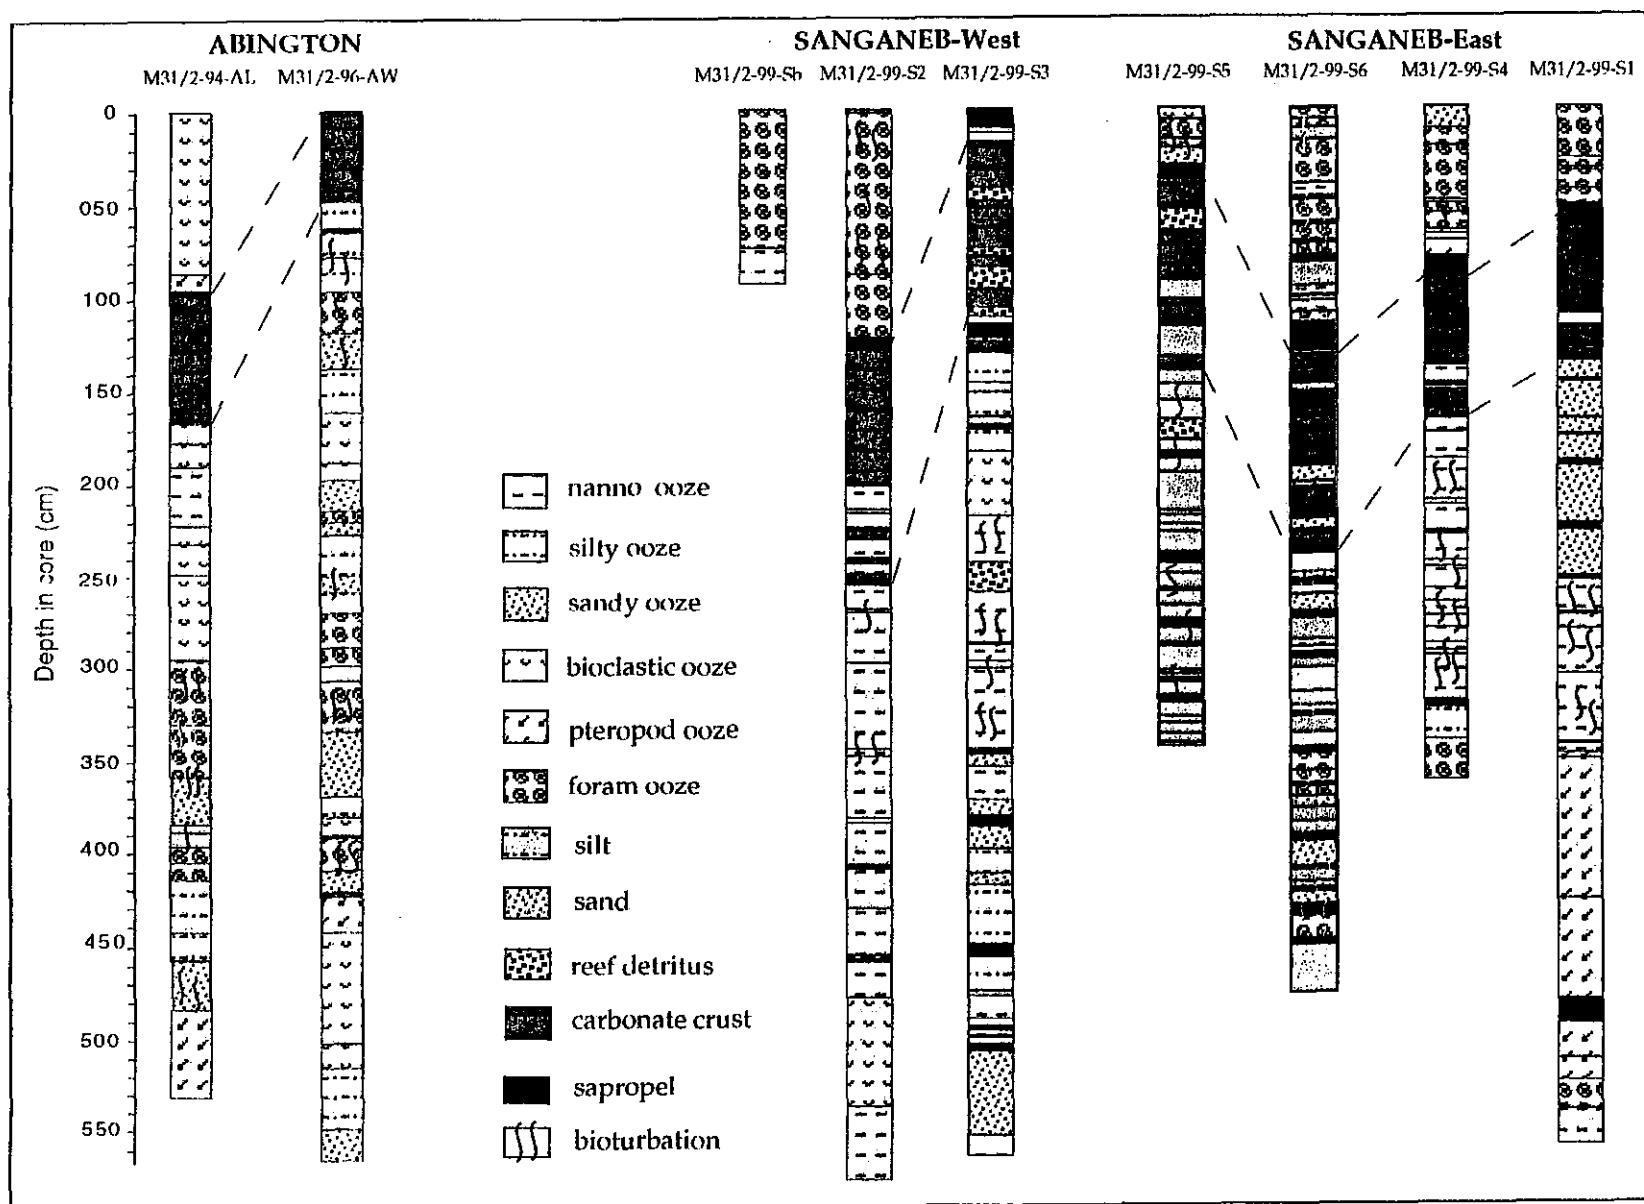 ABINGTON
SANGANEB-West
SANGANEB-East
M31/2-94-AL
M31/2-96-AW
M31/2-99-Sb
M31/2-99-S2
M31/2-99-S3
M31/2-99-S5
M31/2-99-S6
M31/2-99-S4
M31/2-99-S1
Depth in core (cm)
0
050
100
150
200
250
300
350
400
450
500
550
nanno ooze
silty ooze
sandy ooze
bioclastic ooze
pteropod ooze
foram ooze
silt
sand
reef detritus
carbonate crust
sapropel
bioturbation